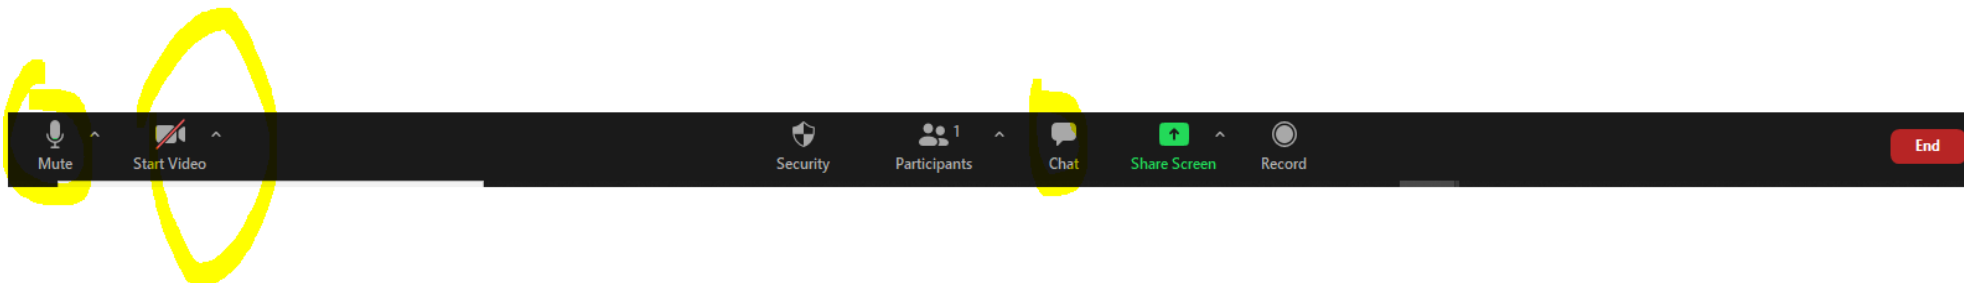 Mute
Start Video
Security
Participants
1
Chat
Share Screen
Record
End